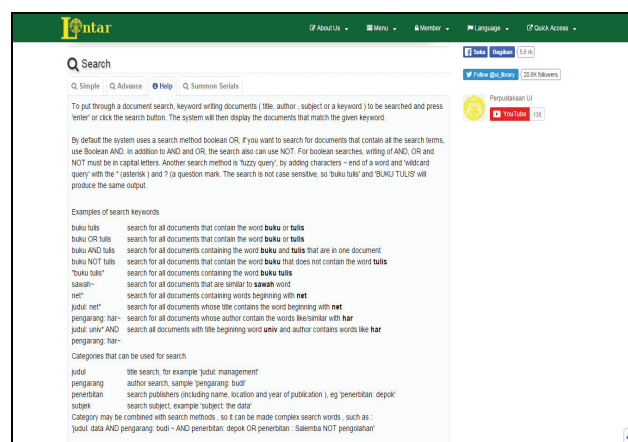 Lontar
About Us
Menu
Member
Language
Quick Access
Search
Simple
Advance
Help
Summon Serials
To put through a document search, keyword writing documents ( title, author , subject or a keyword ) to be searched and press
'enter' or click the search button. The system will then display the documents that match the given keyword.
By default the system uses a search method boolean OR, if you want to search for documents that contain all the search terms,
use Boolean AND. In addition to AND and OR, the search also can use NOT. For boolean searches, writing of AND, OR and
NOT must be in capital letters. Another search method is 'fuzzy query', by adding characters ~ end of a word and 'wildcard
query' with the * (asterisk ) and ? (a question mark. The search is not case sensitive, so 'buku tulis' and 'BUKU TULIS' will
produce the same output.
Examples of search keywords
buku tulis search for all documents that contain the word buku or tulis
buku OR tulis search for all documents that contain the word buku or tulis
buku AND tulis search for all documents containing the word buku and tulis that are in one document
buku NOT tulis search for all documents that contain the word buku that does not contain the word tulis
"buku tulis" search for all documents containing the word buku tulis
sawah~ search for all documents that are similar to sawah word
net* search for all documents containing words beginning with net
judul: net* search for all documents whose title contains the word beginning with net
pengarang: har~ search for all documents whose author contain the words like/similar with har
judul: univ* AND search all documents with title beginning word univ and author contains words like har
pengarang: har~
Categories that can be used for search
judul title search, for example 'judul: management'
pengarang author search, sample 'pengarang: budi'
penerbitan search publishers (including name, location and year of publication ), eg 'penerbitan: depok'
subjek search subject, example 'subject: the data'
Category may be combined with search methods , so it can be made complex search words , such as :
'judul: data AND pengarang: budi ~ AND penerbitan: depok OR penerbitan : Salemba NOT pengolahan'
Suka Bagikan 5.6 rb
Follow @ui_library 20.6K followers
Perpustakaan UI
YouTube 138